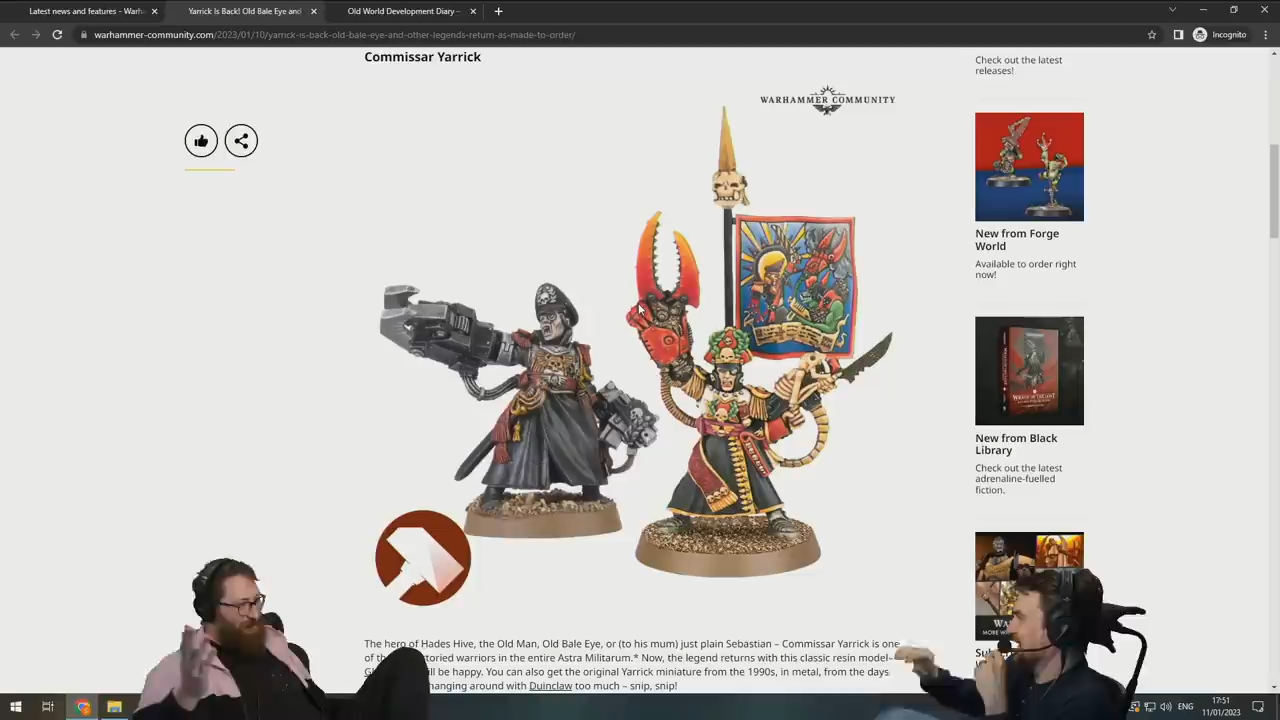 Latest news and features - Warh
Yarrick Is Back! Old Bale Eye and
Old World Development Diary –
warhammer-community.com/2023/01/10/yarrick-is-back-old-bale-eye-and-other-legends-return-as-made-to-order/
Incognito
Commissar Yarrick
WARHAMMER COMMUNITY
Check out the latest
releases!
New from Forge
World
Available to order right
now!
New from Black
Library
Check out the latest
adrenaline-fuelled
fiction.
The hero of Hades Hive, the Old Man, Old Bale Eye, or (to his mum) just plain Sebastian – Commissar Yarrick is one
of the storied warriors in the entire Astra Militarum.* Now, the legend returns with this classic resin model–
will be happy. You can also get the original Yarrick miniature from the 1990s, in metal, from the days
hanging around with Duinclaw too much – snip, snip!
ENG
17:51
11/01/2023